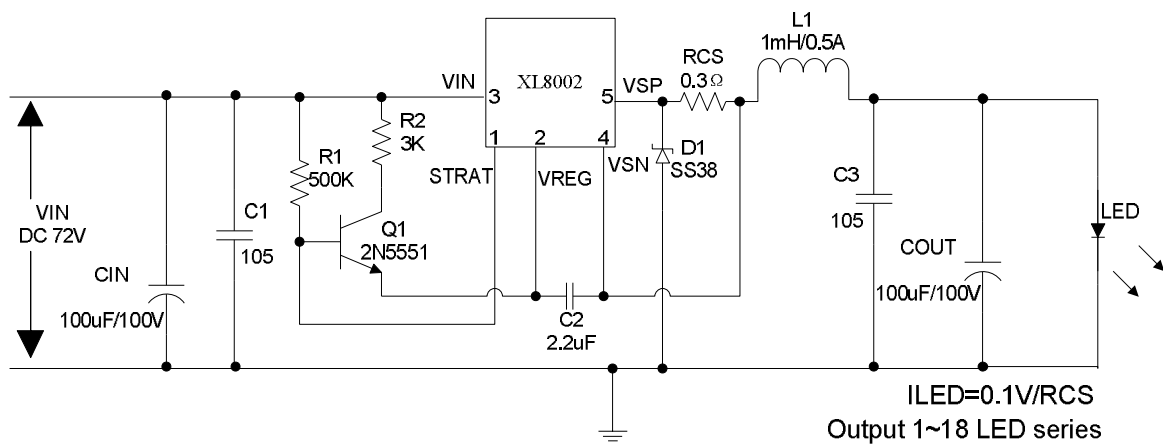 L1
1mH/0.5A
RCS
0.3Ω
VIN
XL8002
VSP
3
5
R2
3K
1
2
4
D1
SS38
R1
500K
STRAT
VREG
VSN
C3
105
VIN
DC 72V
C1
105
Q1
2N5551
LED
CIN
100uF/100V
COUT
100uF/100V
C2
2.2uF
ILED=0.1V/RCS
Output 1~18 LED series